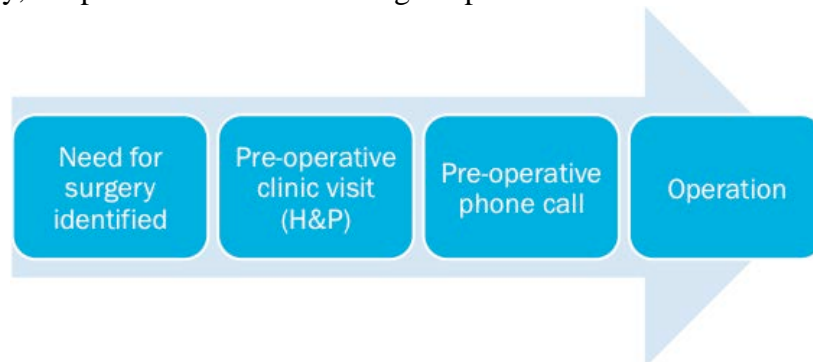 Need for
surgery
identified
Pre-operative
clinic visit
(H&P)
Pre-operative
phone call
Operation